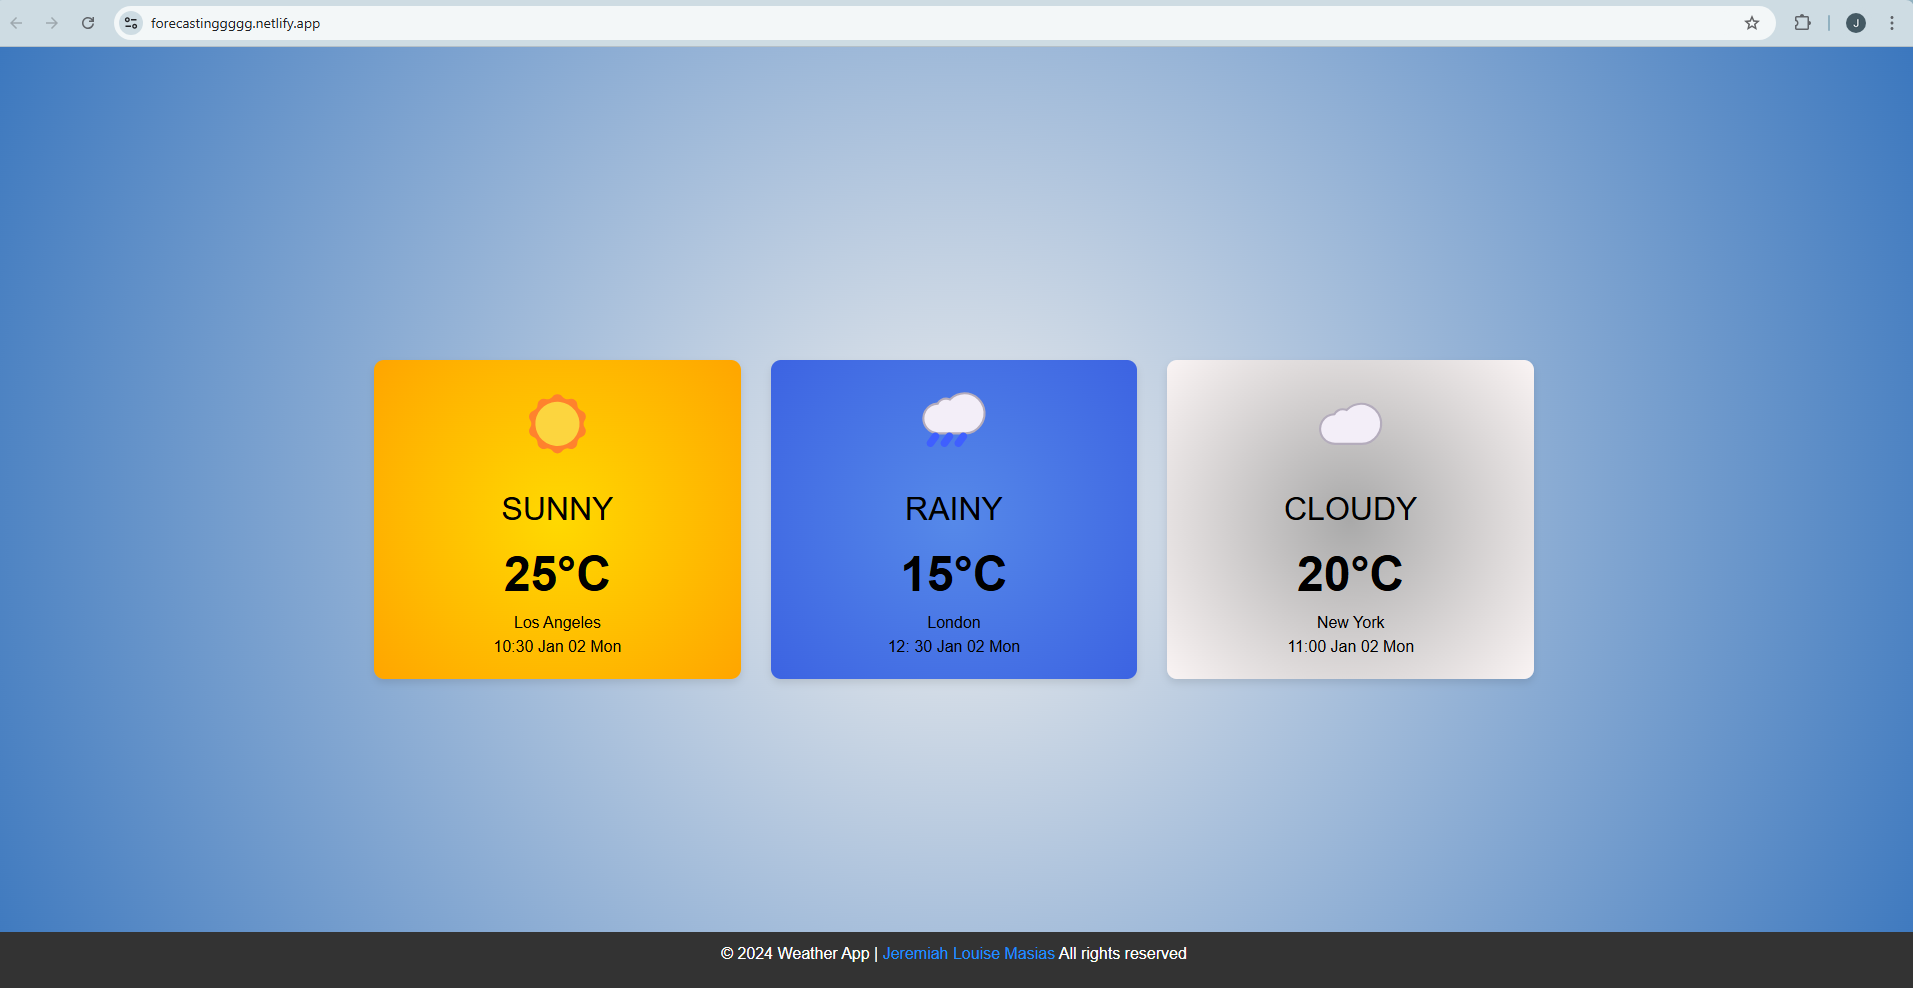 forecastinggggg.netlify.app
J
SUNNY
25°C
Los Angeles
10:30 Jan 02 Mon
RAINY
15°C
London
12: 30 Jan 02 Mon
CLOUDY
20°C
New York
11:00 Jan 02 Mon
© 2024 Weather App | Jeremiah Louise Masias All rights reserved